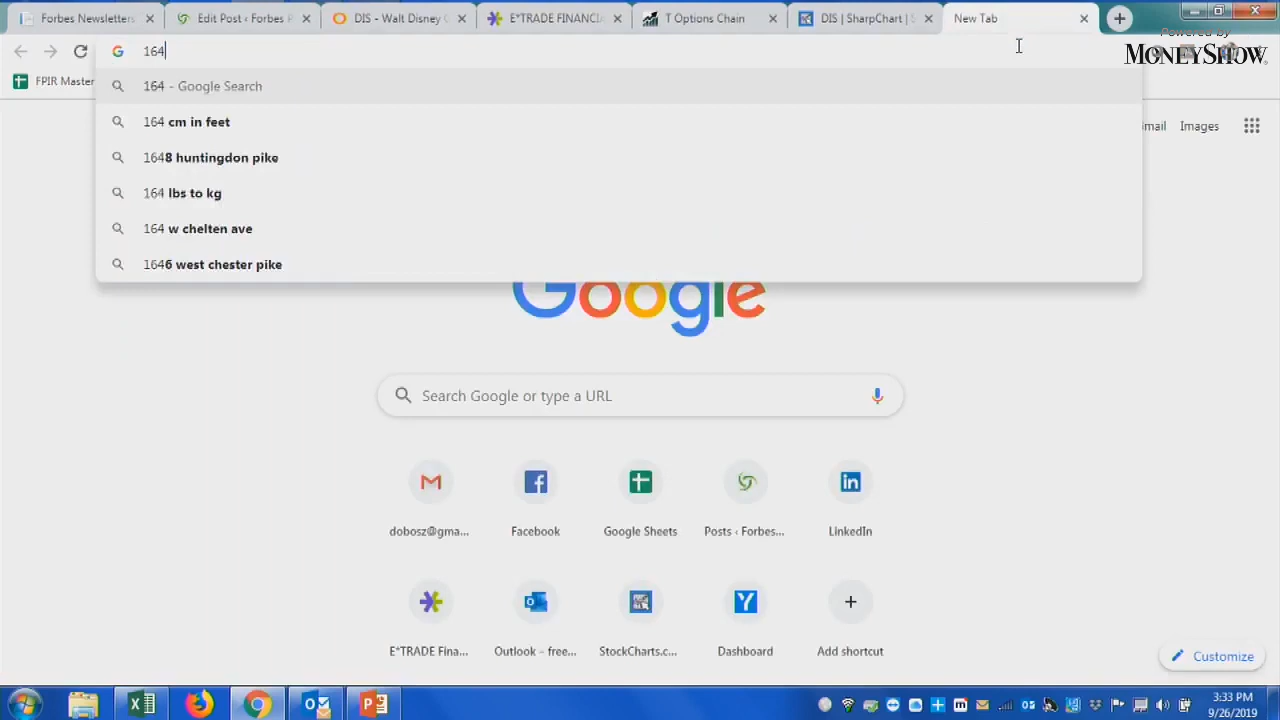 Forbes Newsletters
Edit Post ‹ Forbes P
DIS - Walt Disney C
E*TRADE FINANCIA
T Options Chain
DIS | SharpChart | S
New Tab
Powered by
MONEYSHOW
164
FPIR Master
164 - Google Search
164 cm in feet
1648 huntingdon pike
164 lbs to kg
164 w chelten ave
1646 west chester pike
mail Images
Google
Search Google or type a URL
dobosz@gma...
Facebook
Google Sheets
Posts ‹ Forbes...
LinkedIn
E*TRADE Fina...
Outlook – free...
StockCharts.c...
Dashboard
Add shortcut
Customize
3:33 PM
9/26/2019